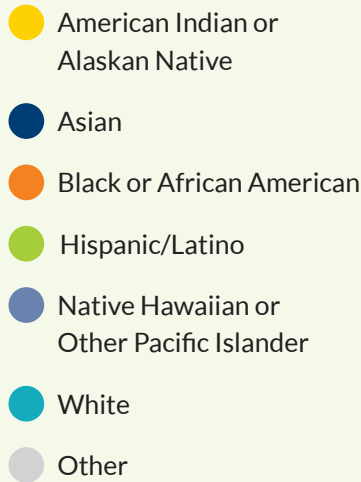 American Indian or
Alaskan Native
Asian
Black or African American
Hispanic/Latino
Native Hawaiian or
Other Pacific Islander
White
Other